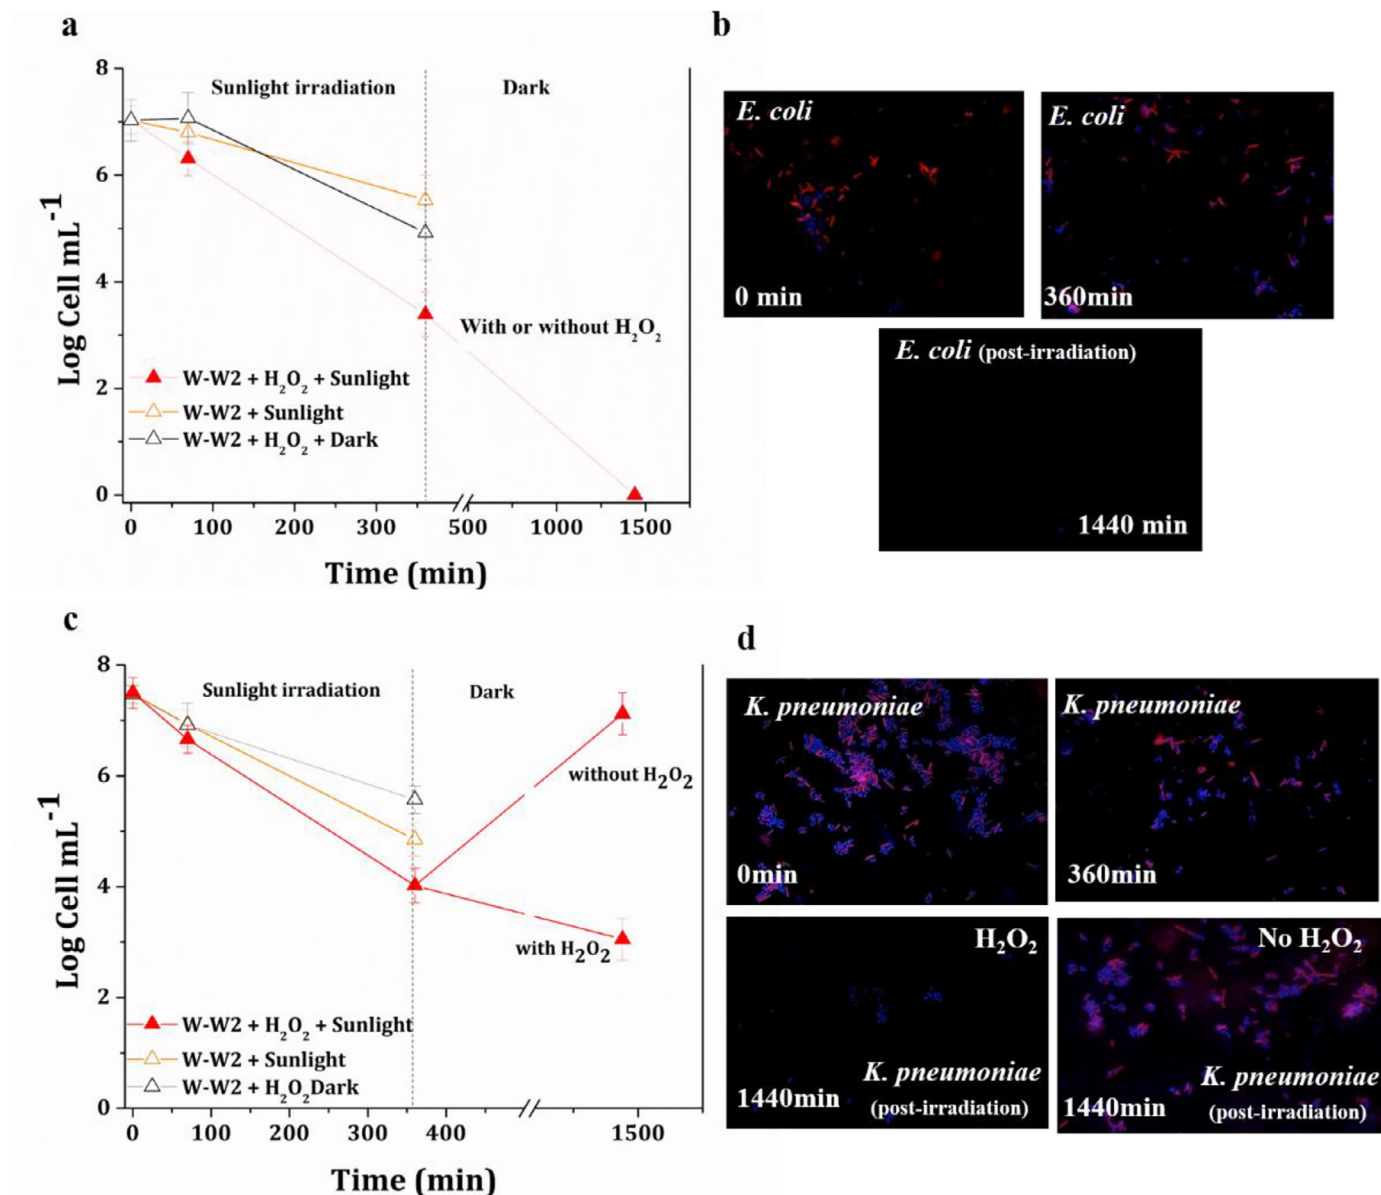 a
8
6
4
2
0
Log Cell mL⁻¹
Sunlight irradiation
Dark
With or without H₂O₂
W-W2 + H₂O₂ + Sunlight
W-W2 + Sunlight
W-W2 + H₂O₂ + Dark
0 100 200 300 400 500 1000 1500
Time (min)
b
E. coli
0 min
E. coli
360min
E. coli (post-irradiation)
1440 min
c
8
6
4
2
0
Log Cell mL⁻¹
Sunlight irradiation
Dark
without H₂O₂
with H₂O₂
W-W2 + H₂O₂ + Sunlight
W-W2 + Sunlight
W-W2 + H₂O₂Dark
0 100 200 300 400 1500
Time (min)
d
K. pneumoniae
0min
K. pneumoniae
360min
H₂O₂
K. pneumoniae
1440min (post-irradiation)
No H₂O₂
K. pneumoniae
1440min (post-irradiation)